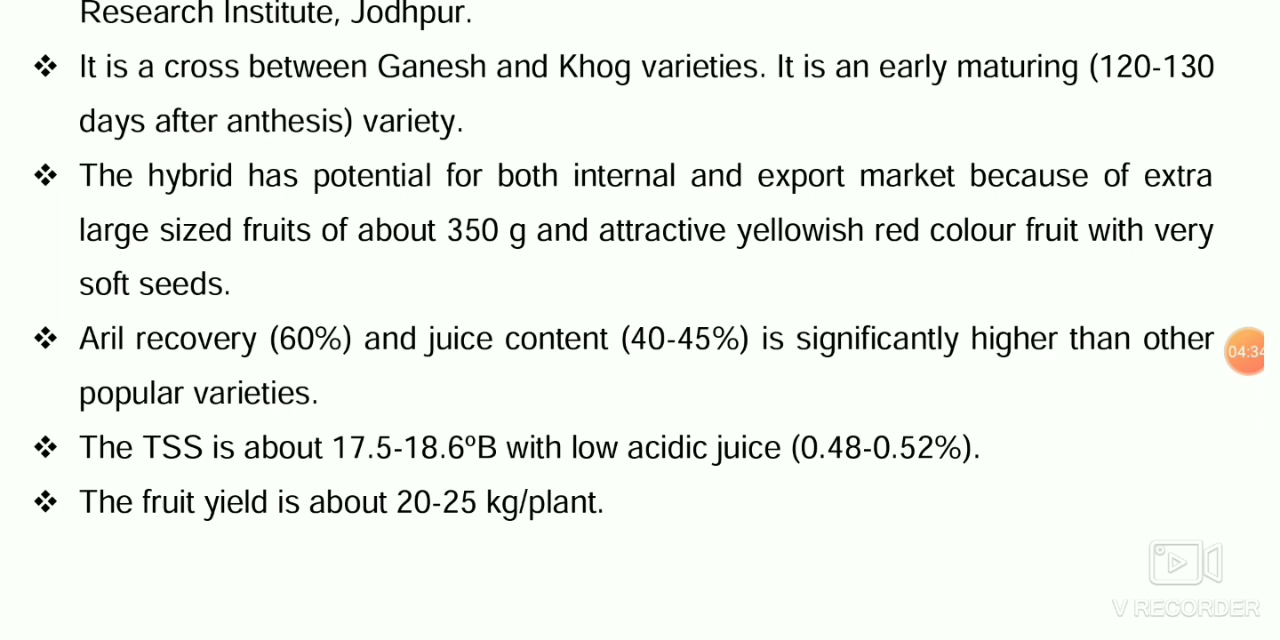 Research Institute, Jodhpur.
❖ It is a cross between Ganesh and Khog varieties. It is an early maturing (120-130
days after anthesis) variety.
❖ The hybrid has potential for both internal and export market because of extra
large sized fruits of about 350 g and attractive yellowish red colour fruit with very
soft seeds.
❖ Aril recovery (60%) and juice content (40-45%) is significantly higher than other
popular varieties.
❖ The TSS is about 17.5-18.6ºB with low acidic juice (0.48-0.52%).
❖ The fruit yield is about 20-25 kg/plant.
04:34
V RECORDER